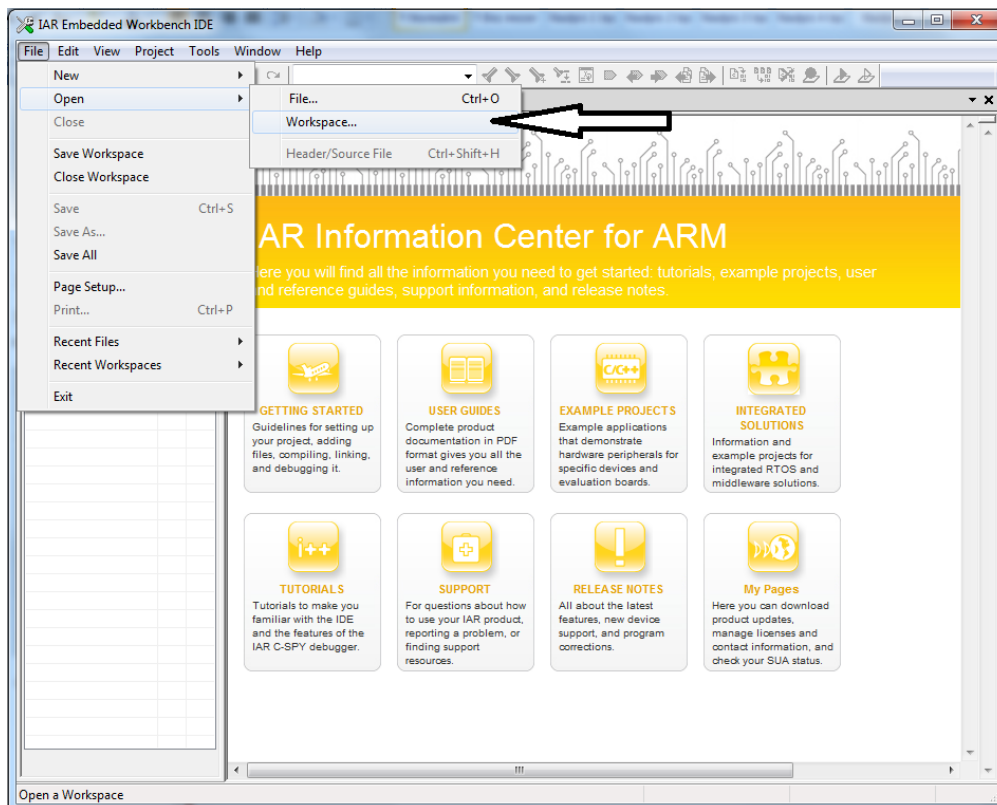 IAR Embedded Workbench IDE
File Edit View Project Tools Window Help
New
Open
Close
Save Workspace
Close Workspace
Save Ctrl+S
Save As...
Save All
Page Setup...
Print... Ctrl+P
Recent Files
Recent Workspaces
Exit
File... Ctrl+O
Workspace...
Header/Source File Ctrl+Shift+H
AR Information Center for ARM
ere you will find all the information you need to get started: tutorials, example projects, user
nd reference guides, support information, and release notes.
GETTING STARTED
Guidelines for setting up
your project, adding
files, compiling, linking,
and debugging it.
USER GUIDES
Complete product
documentation in PDF
format gives you all the
user and reference
information you need.
C/C++
EXAMPLE PROJECTS
Example applications
that demonstrate
hardware peripherals for
specific devices and
evaluation boards.
INTEGRATED
SOLUTIONS
Information and
example projects for
integrated RTOS and
middleware solutions.
i++
TUTORIALS
Tutorials to make you
familiar with the IDE
and the features of the
IAR C-SPY debugger.
SUPPORT
For questions about how
to use your IAR product,
reporting a problem, or
finding support
resources.
RELEASE NOTES
All about the latest
features, new device
support, and program
corrections.
My Pages
Here you can download
product updates,
manage licenses and
contact information, and
check your SUA status.
Open a Workspace